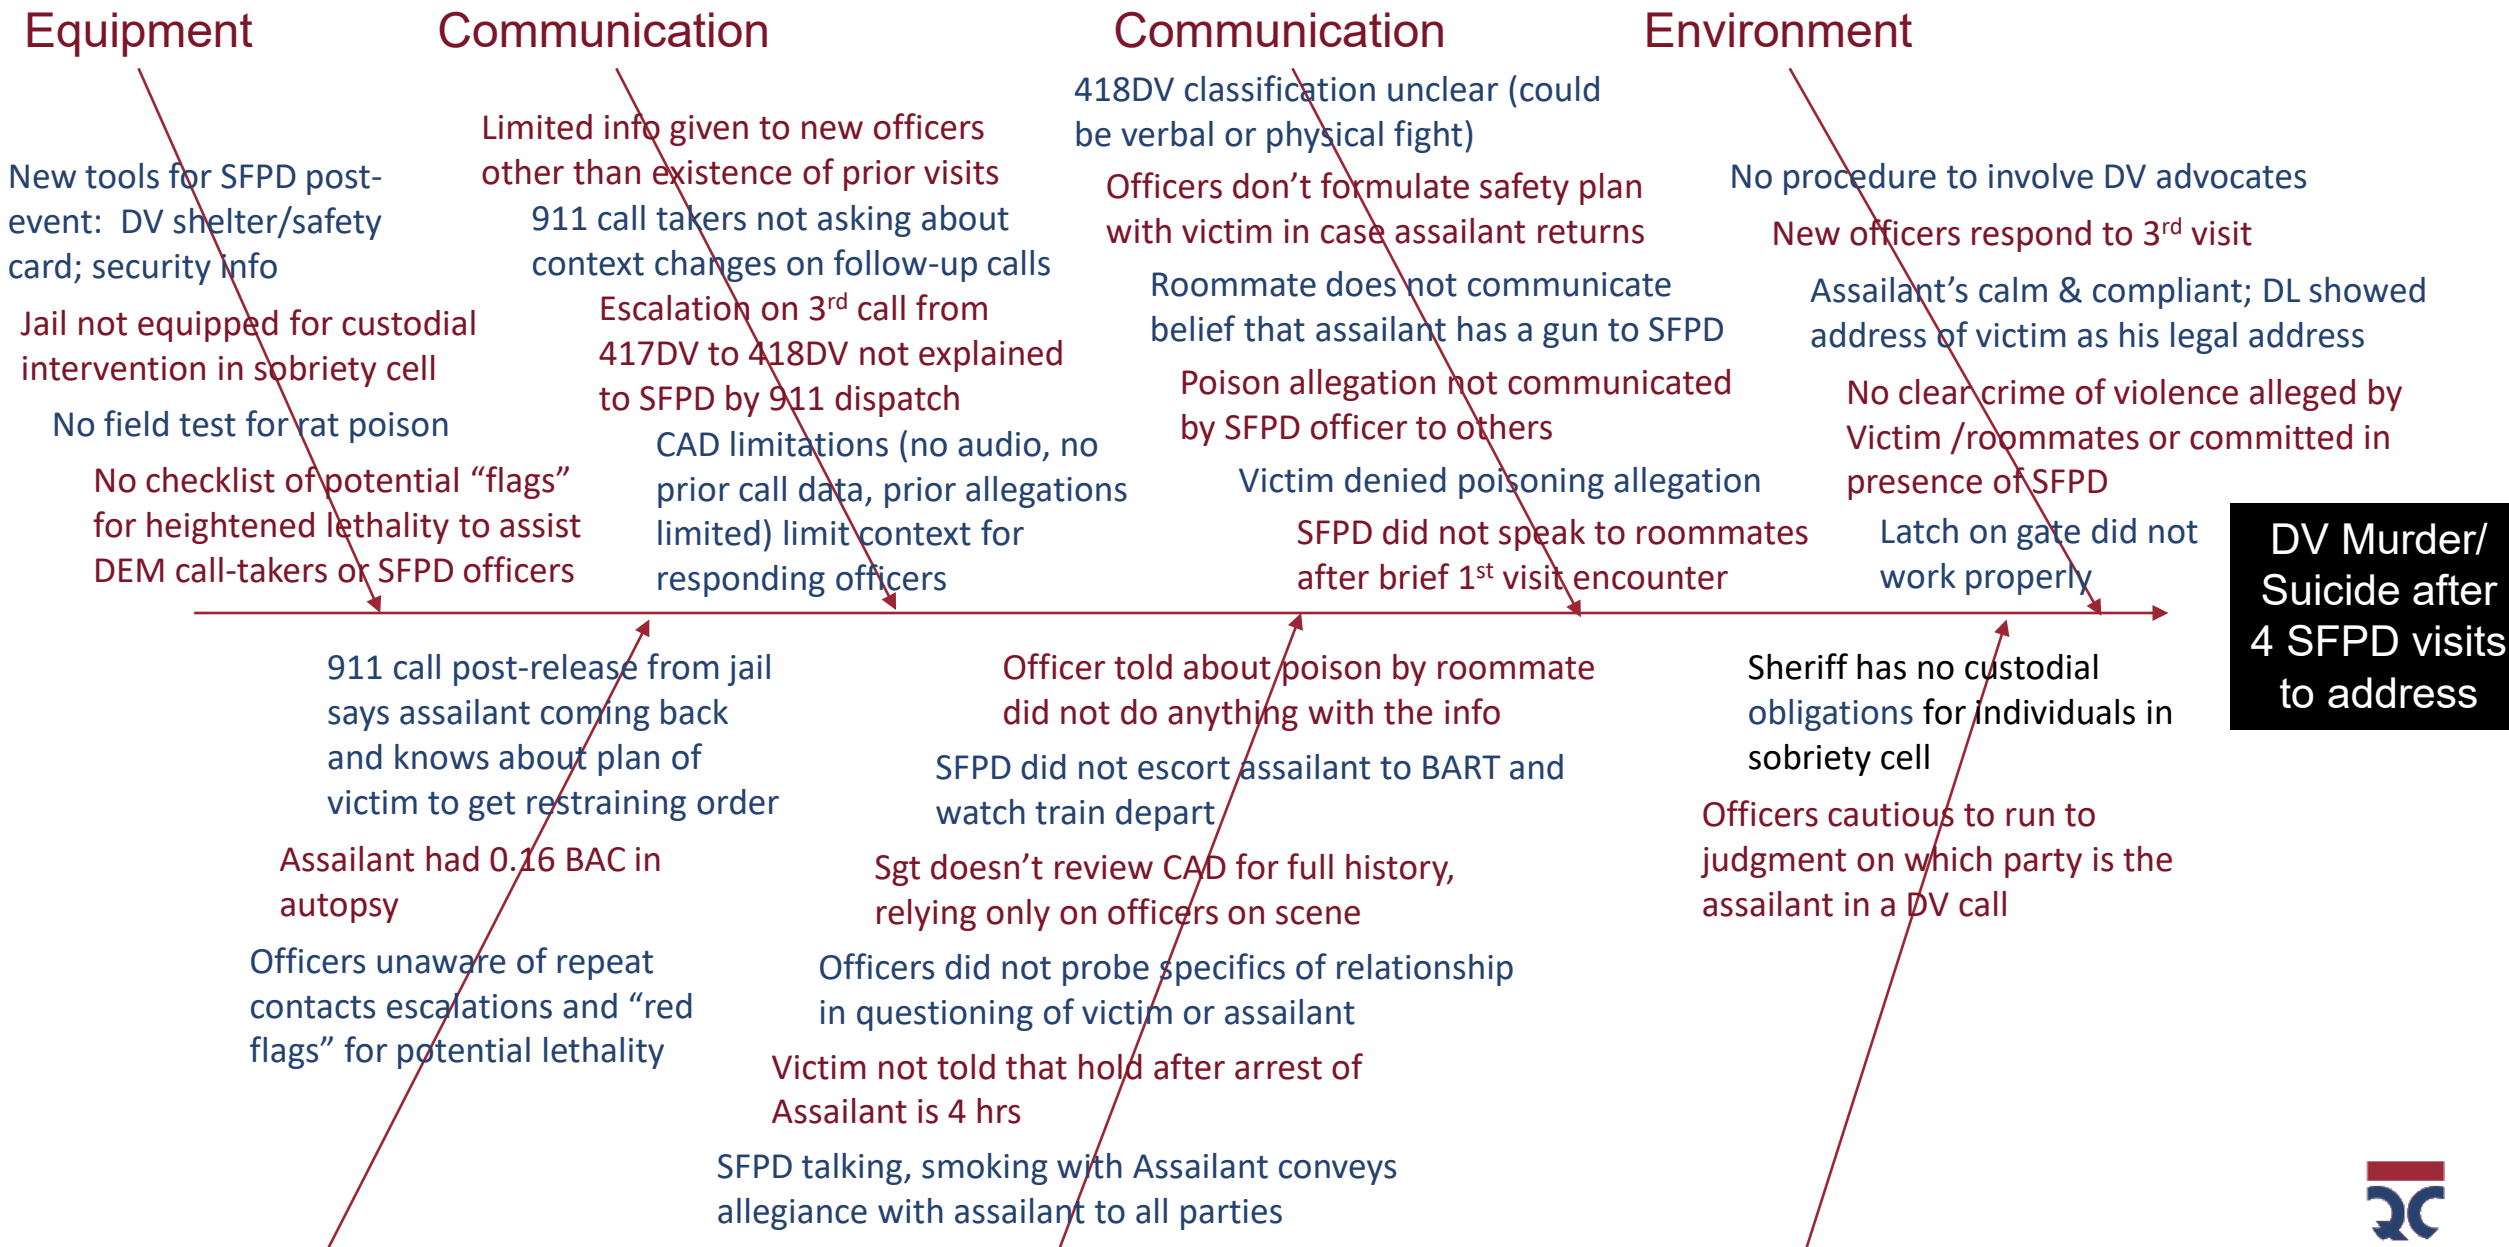 Equipment
Communication
Communication
Environment
New tools for SFPD post-
event:  DV shelter/safety
card; security info
Jail not equipped for custodial
intervention in sobriety cell
No field test for rat poison
No checklist of potential “flags”
for heightened lethality to assist
DEM call-takers or SFPD officers
Limited info given to new officers
other than existence of prior visits
911 call takers not asking about
context changes on follow-up calls
Escalation on 3rd call from
417DV to 418DV not explained
to SFPD by 911 dispatch
CAD limitations (no audio, no
prior call data, prior allegations
limited) limit context for
responding officers
418DV classification unclear (could
be verbal or physical fight)
Officers don’t formulate safety plan
with victim in case assailant returns
Roommate does not communicate
belief that assailant has a gun to SFPD
Poison allegation not communicated
by SFPD officer to others
Victim denied poisoning allegation
SFPD did not speak to roommates
after brief 1st visit encounter
No procedure to involve DV advocates
New officers respond to 3rd visit
Assailant’s calm & compliant; DL showed
address of victim as his legal address
No clear crime of violence alleged by
Victim /roommates or committed in
presence of SFPD
Latch on gate did not
work properly
DV Murder/
Suicide after
4 SFPD visits
to address
911 call post-release from jail
says assailant coming back
and knows about plan of
victim to get restraining order
Assailant had 0.16 BAC in
autopsy
Officers unaware of repeat
contacts escalations and “red
flags” for potential lethality
Officer told about poison by roommate
did not do anything with the info
SFPD did not escort assailant to BART and
watch train depart
Sgt doesn’t review CAD for full history,
relying only on officers on scene
Officers did not probe specifics of relationship
in questioning of victim or assailant
Victim not told that hold after arrest of
Assailant is 4 hrs
SFPD talking, smoking with Assailant conveys
allegiance with assailant to all parties
Sheriff has no custodial
obligations for individuals in
sobriety cell
Officers cautious to run to
judgment on which party is the
assailant in a DV call